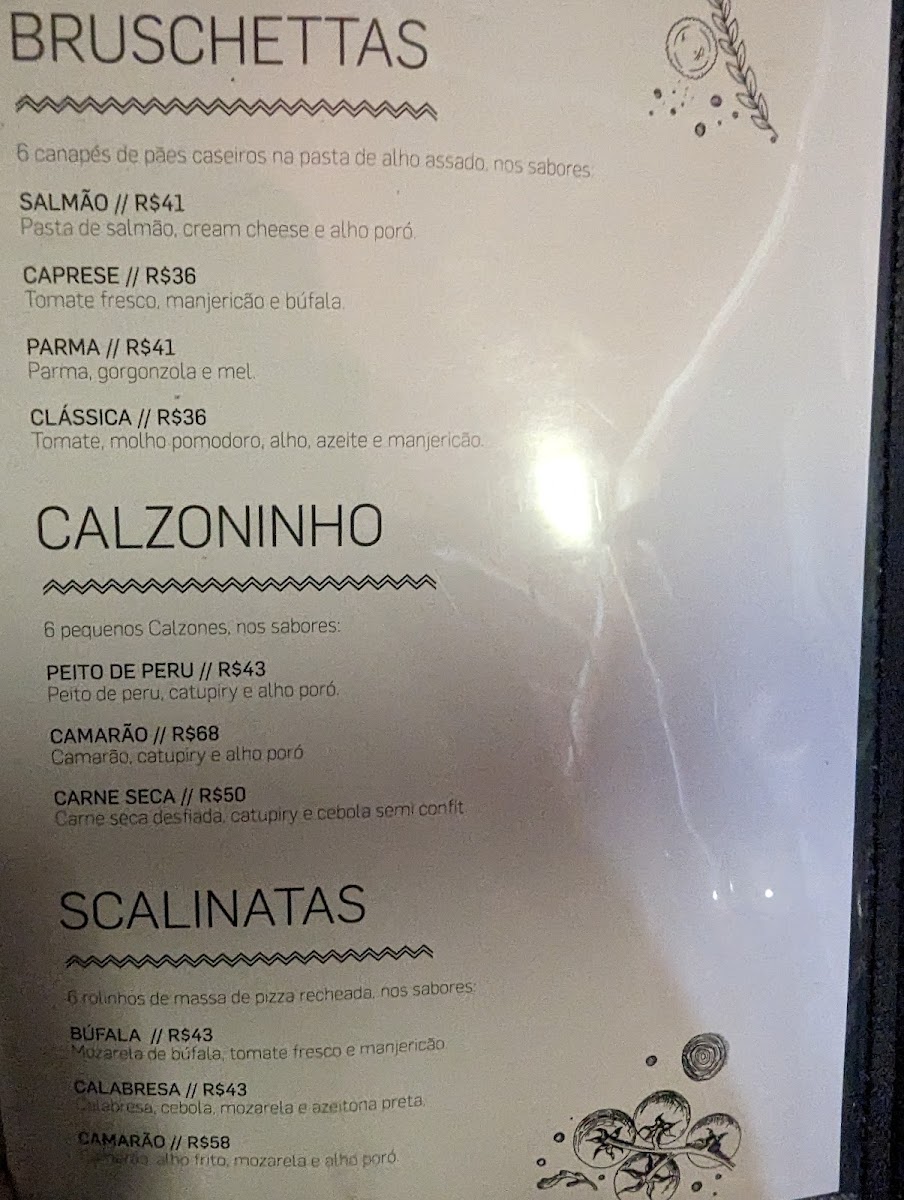 BRUSCHETTAS
6 canapés de pães caseiros na pasta de alho assado, nos sabores:
SALMÃO // R$41
Pasta de salmão, cream cheese e alho poró.
CAPRESE // R$36
Tomate fresco, manjericão e búfala.
PARMA // R$41
Parma, gorgonzola e mel.
CLÁSSICA // R$36
Tomate, molho pomodoro, alho, azeite e manjericão.
CALZONINHO
6 pequenos Calzones, nos sabores:
PEITO DE PERU // R$43
Peito de peru, catupiry e alho poró.
CAMARÃO // R$68
Camarão, catupiry e alho poró
CARNE SECA // R$50
Carne seca desfiada, catupiry e cebola semi confit
SCALINATAS
6 rolinhos de massa de pizza recheada, nos sabores:
BÚFALA // R$43
Mozarela de búfala, tomate fresco e manjericão
CALABRESA // R$43
Calabresa, cebola, mozarela e azeitona preta.
CAMARÃO // R$58
Camarão, alho frito, mozarela e alho poró.